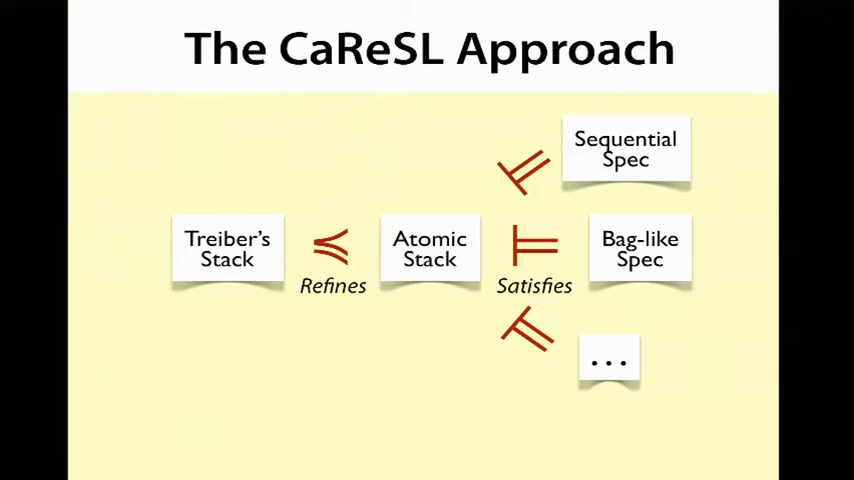 The CaReSL Approach
Sequential
Spec
Treiber's
Stack
Refines
Atomic
Stack
Satisfies
Bag-like
Spec
...